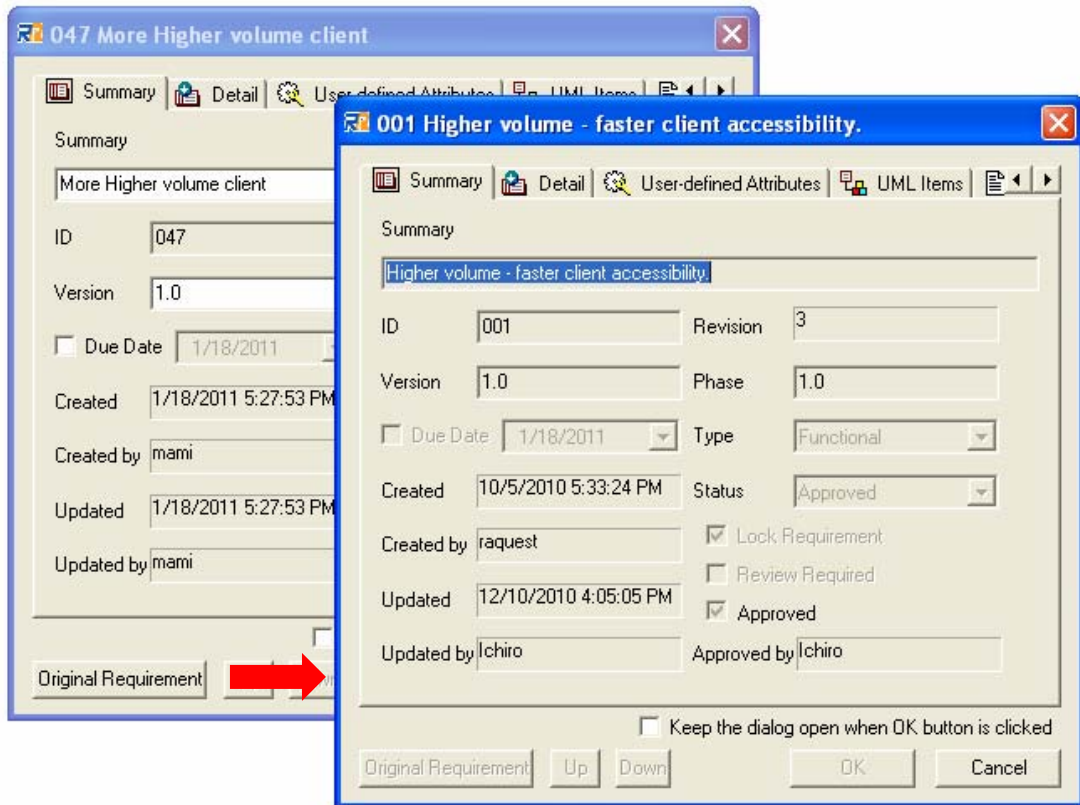 047 More Higher volume client
Summary Detail User-defined Attributes UML Items
Summary
More Higher volume client
ID 047
Version 1.0
Due Date 1/18/2011
Created 1/18/2011 5:27:53 PM
Created by mami
Updated 1/18/2011 5:27:53 PM
Updated by mami
Original Requirement
001 Higher volume - faster client accessibility.
Summary Detail User-defined Attributes UML Items
Summary
Higher volume - faster client accessibility.
ID 001 Revision 3
Version 1.0 Phase 1.0
Due Date 1/18/2011 Type Functional
Created 10/5/2010 5:33:24 PM Status Approved
Created by raquest Lock Requirement
Review Required
Updated 12/10/2010 4:05:05 PM
Approved
Updated by Ichiro Approved by Ichiro
Keep the dialog open when OK button is clicked
Original Requirement Up Down OK Cancel